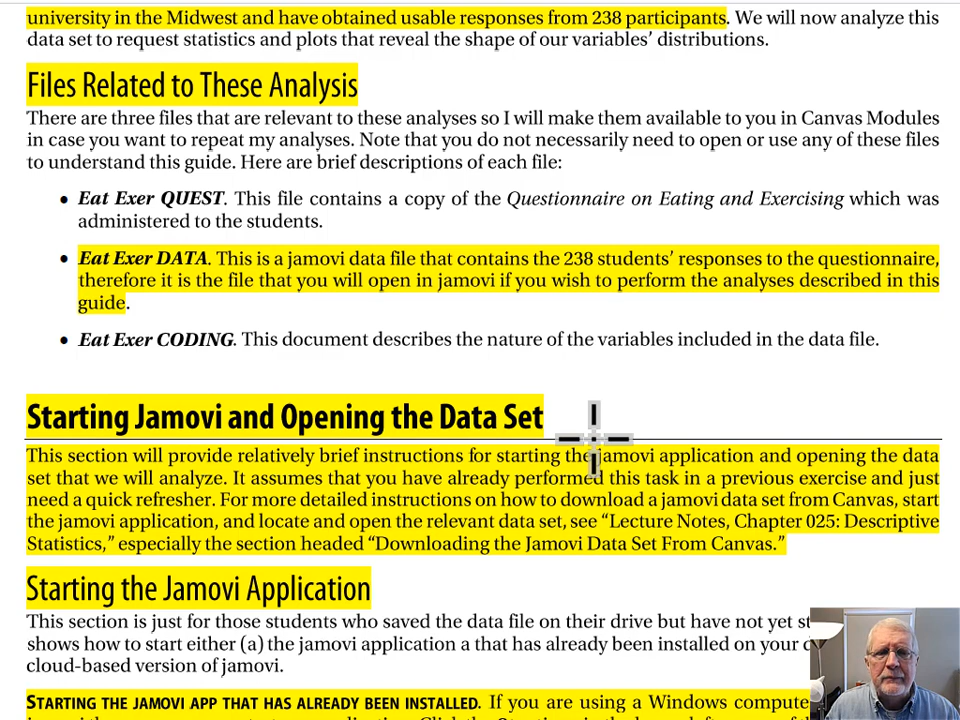 university in the Midwest and have obtained usable responses from 238 participants. We will now analyze this
data set to request statistics and plots that reveal the shape of our variables’ distributions.
Files Related to These Analysis
There are three files that are relevant to these analyses so I will make them available to you in Canvas Modules
in case you want to repeat my analyses. Note that you do not necessarily need to open or use any of these files
to understand this guide. Here are brief descriptions of each file:
• Eat Exer QUEST. This file contains a copy of the Questionnaire on Eating and Exercising which was
administered to the students.
• Eat Exer DATA. This is a jamovi data file that contains the 238 students’ responses to the questionnaire,
therefore it is the file that you will open in jamovi if you wish to perform the analyses described in this
guide.
• Eat Exer CODING. This document describes the nature of the variables included in the data file.
Starting Jamovi and Opening the Data Set
This section will provide relatively brief instructions for starting the jamovi application and opening the data
set that we will analyze. It assumes that you have already performed this task in a previous exercise and just
need a quick refresher. For more detailed instructions on how to download a jamovi data set from Canvas, start
the jamovi application, and locate and open the relevant data set, see “Lecture Notes, Chapter 025: Descriptive
Statistics,” especially the section headed “Downloading the Jamovi Data Set From Canvas.”
Starting the Jamovi Application
This section is just for those students who saved the data file on their drive but have not yet
shows how to start either (a) the jamovi application a that has already been installed on your
cloud-based version of jamovi.
STARTING THE JAMOVI APP THAT HAS ALREADY BEEN INSTALLED. If you are using a Windows